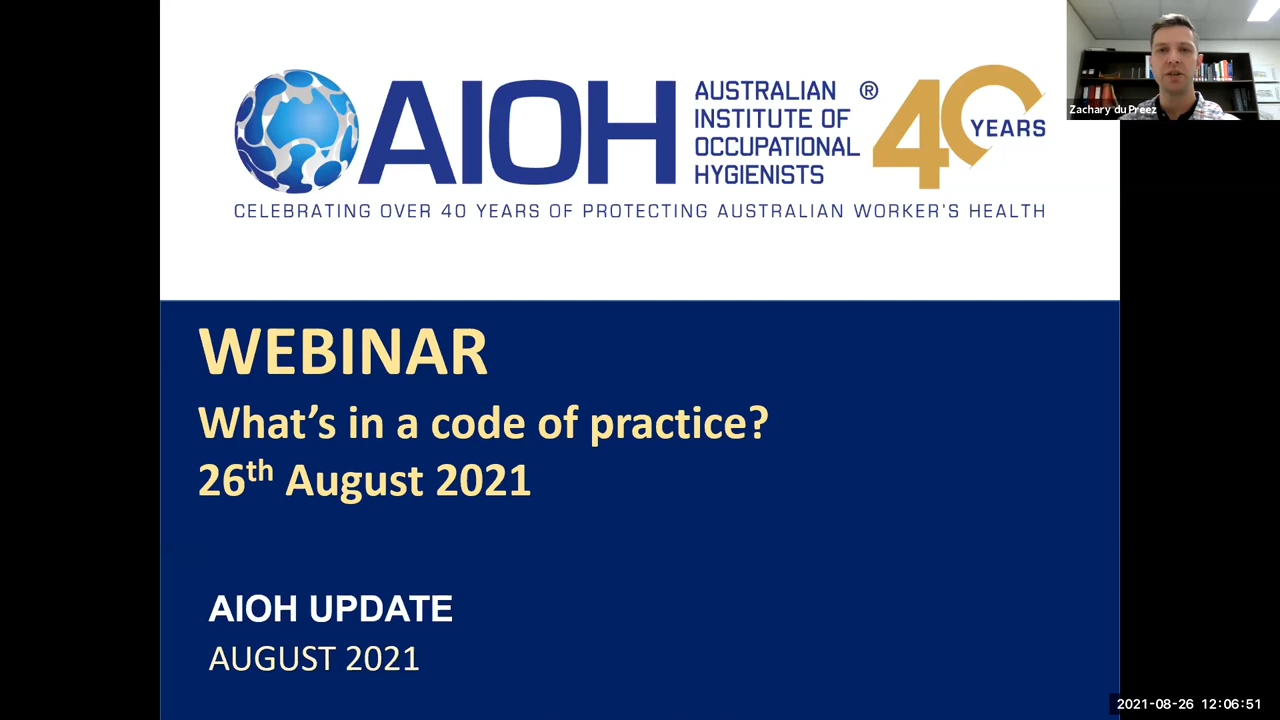 AIOH
AUSTRALIAN ®
INSTITUTE OF
OCCUPATIONAL
HYGIENISTS
40
YEARS
CELEBRATING OVER 40 YEARS OF PROTECTING AUSTRALIAN WORKER'S HEALTH
Zachary du Preez
WEBINAR
What's in a code of practice?
26th August 2021
AIOH UPDATE
AUGUST 2021
2021-08-26 12:06:51